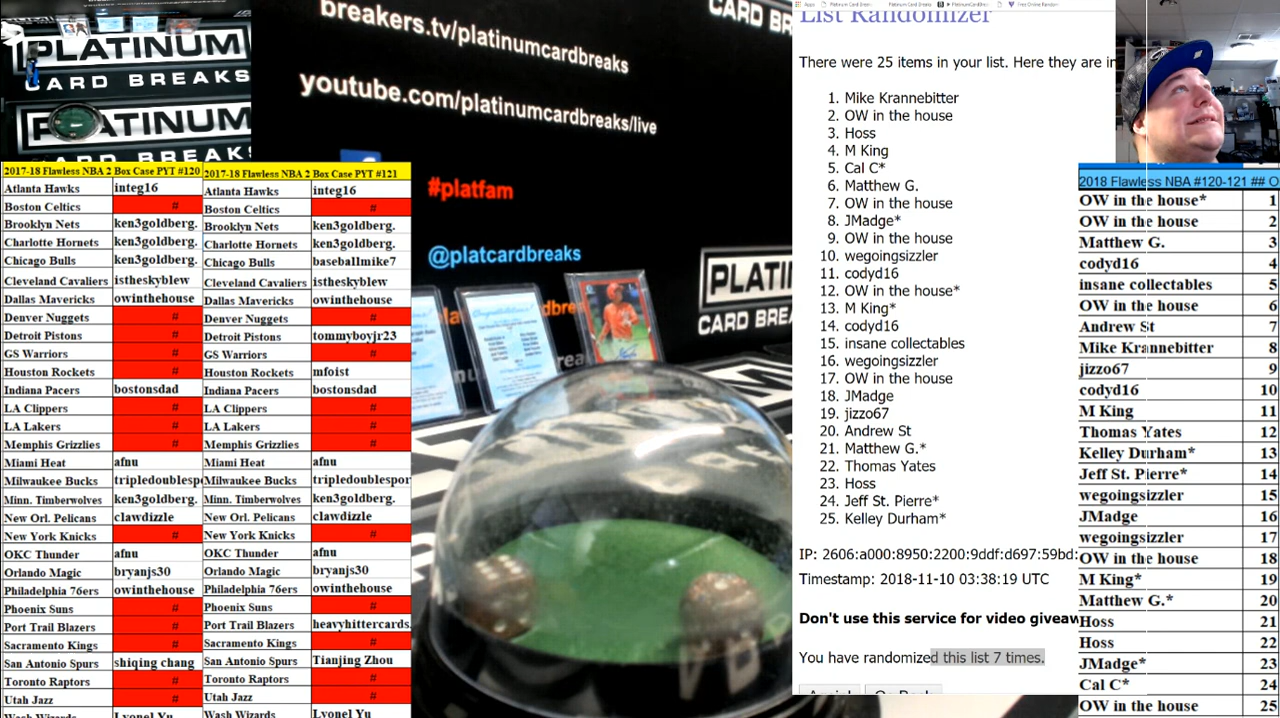 PLATINUM
CARD BREAKS
PLATINUM
CARD BREAKS
breakers.tv/platinumcardbreaks
youtube.com/platinumcardbreaks/live
#platfam
@platcardbreaks
CARD B
PLATI
CARD BREA
Congratulations!
2017-18 Flawless NBA 2 Box Case PYT #120
Atlanta Hawks integ16
Boston Celtics #
Brooklyn Nets ken3goldberg.
Charlotte Hornets ken3goldberg.
Chicago Bulls ken3goldberg.
Cleveland Cavaliers istheskyblew
Dallas Mavericks owinthehouse
Denver Nuggets #
Detroit Pistons #
GS Warriors #
Houston Rockets #
Indiana Pacers bostonsdad
LA Clippers #
LA Lakers #
Memphis Grizzlies #
Miami Heat afnu
Milwaukee Bucks tripledoublespo
Minn. Timberwolves ken3goldberg.
New Orl. Pelicans clawdizzle
New York Knicks #
OKC Thunder afnu
Orlando Magic bryanjs30
Philadelphia 76ers owinthehouse
Phoenix Suns #
Port Trail Blazers #
Sacramento Kings #
San Antonio Spurs shiqing chang
Toronto Raptors #
Utah Jazz #
Wash Wizards Lyonel Yu
2017-18 Flawless NBA 2 Box Case PYT #121
Atlanta Hawks integ16
Boston Celtics #
Brooklyn Nets ken3goldberg.
Charlotte Hornets ken3goldberg.
Chicago Bulls baseballmike7
Cleveland Cavaliers istheskyblew
Dallas Mavericks owinthehouse
Denver Nuggets #
Detroit Pistons tommyboyjr23
GS Warriors #
Houston Rockets mfoist
Indiana Pacers bostonsdad
LA Clippers #
LA Lakers #
Memphis Grizzlies #
Miami Heat afnu
Milwaukee Bucks tripledoublespor
Minn. Timberwolves ken3goldberg.
New Orl. Pelicans clawdizzle
New York Knicks #
OKC Thunder afnu
Orlando Magic bryanjs30
Philadelphia 76ers owinthehouse
Phoenix Suns #
Port Trail Blazers heavyhittercards.
Sacramento Kings #
San Antonio Spurs Tianjing Zhou
Toronto Raptors #
Utah Jazz #
Wash Wizards Lyonel Yu
List Randomizer
There were 25 items in your list. Here they are in
1. Mike Krannebitter
2. OW in the house
3. Hoss
4. M King
5. Cal C*
6. Matthew G.
7. OW in the house
8. JMadge*
9. OW in the house
10. wegoingsizzler
11. codyd16
12. OW in the house*
13. M King*
14. codyd16
15. insane collectables
16. wegoingsizzler
17. OW in the house
18. JMadge
19. jizzo67
20. Andrew St
21. Matthew G.*
22. Thomas Yates
23. Hoss
24. Jeff St. Pierre*
25. Kelley Durham*
IP: 2606:a000:8950:2200:9ddf:d697:59bd:
Timestamp: 2018-11-10 03:38:19 UTC
Don't use this service for video giveaw
You have randomized this list 7 times.
Again! Go Back
2018 Flawless NBA #120-121 ## O
OW in the house* 1
OW in the house 2
Matthew G. 3
codyd16 4
insane collectables 5
OW in the house 6
Andrew St 7
Mike Krannebitter 8
jizzo67 9
codyd16 10
M King 11
Thomas Yates 12
Kelley Durham* 13
Jeff St. Pierre* 14
wegoingsizzler 15
JMadge 16
wegoingsizzler 17
OW in the house 18
M King* 19
Matthew G.* 20
Hoss 21
Hoss 22
JMadge* 23
Cal C* 24
OW in the house 25